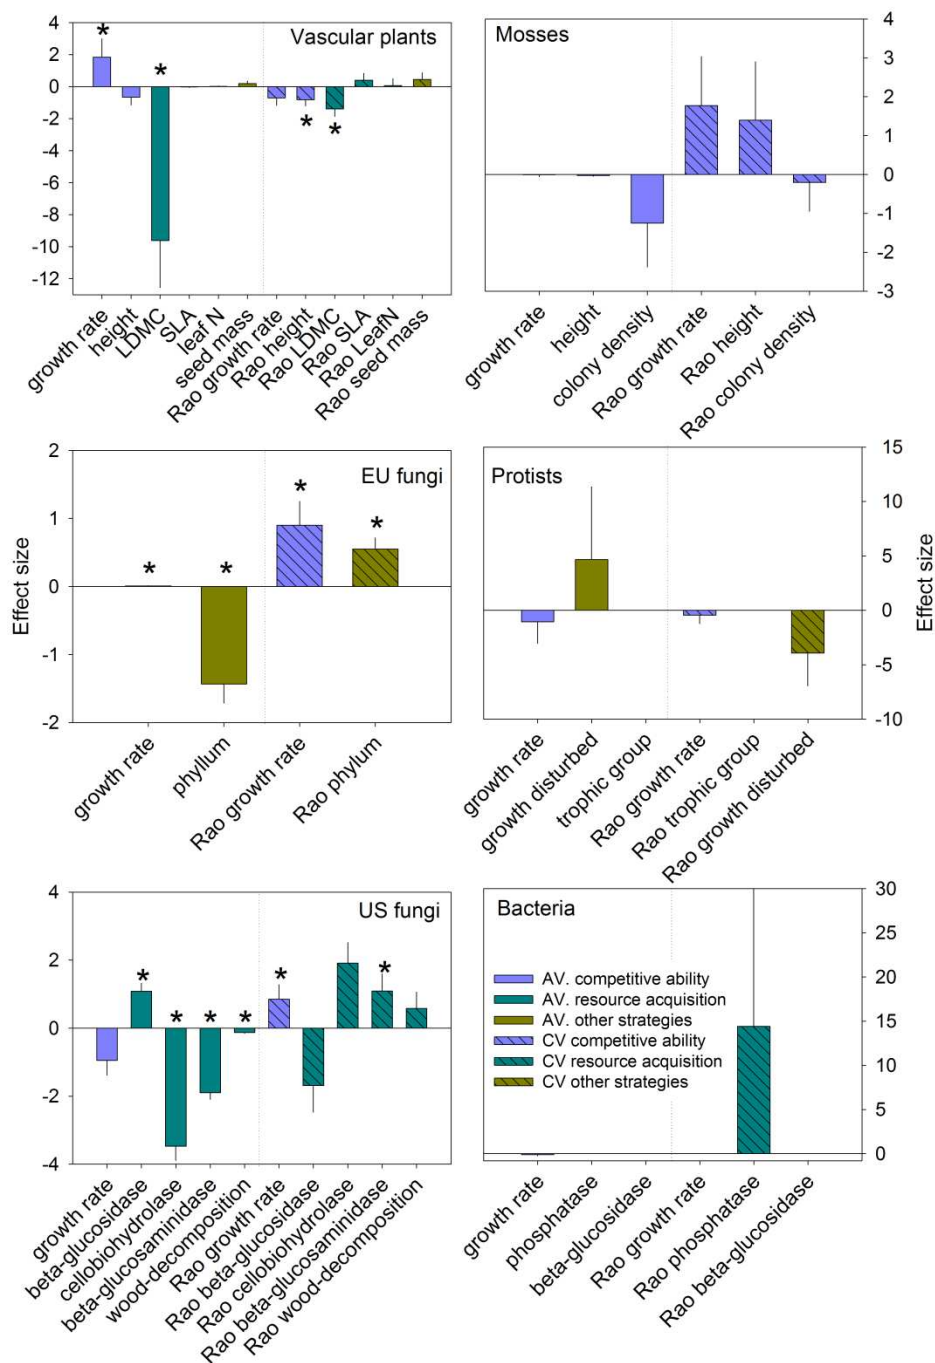 Vascular plants
4
2
0
-2
-4
-6
-8
-10
-12
*
*
*
*
growth rate
height
LDMC
SLA
leaf N
seed mass
Rao growth rate
Rao height
Rao LDMC
Rao SLA
Rao LeafN
Rao seed mass
Mosses
4
3
2
1
0
-1
-2
-3
growth rate
height
colony density
Rao growth rate
Rao height
Rao colony density
EU fungi
2
1
0
-1
-2
Effect size
*
*
*
*
growth rate
phyllum
Rao growth rate
Rao phylum
Protists
15
10
5
0
-5
-10
Effect size
growth rate
growth disturbed
trophic group
Rao growth rate
Rao trophic group
Rao growth disturbed
US fungi
4
2
0
-2
-4
*
*
*
*
*
*
growth rate
beta-glucosidase
cellobiohydrolase
beta-glucosaminidase
wood-decomposition
Rao growth rate
Rao beta-glucosidase
Rao cellobiohydrolase
Rao beta-glucosaminidase
Rao wood-decomposition
Bacteria
30
25
20
15
10
5
0
AV. competitive ability
AV. resource acquisition
AV. other strategies
CV competitive ability
CV resource acquisition
CV other strategies
growth rate
phosphatase
beta-glucosidase
Rao growth rate
Rao phosphatase
Rao beta-glucosidase